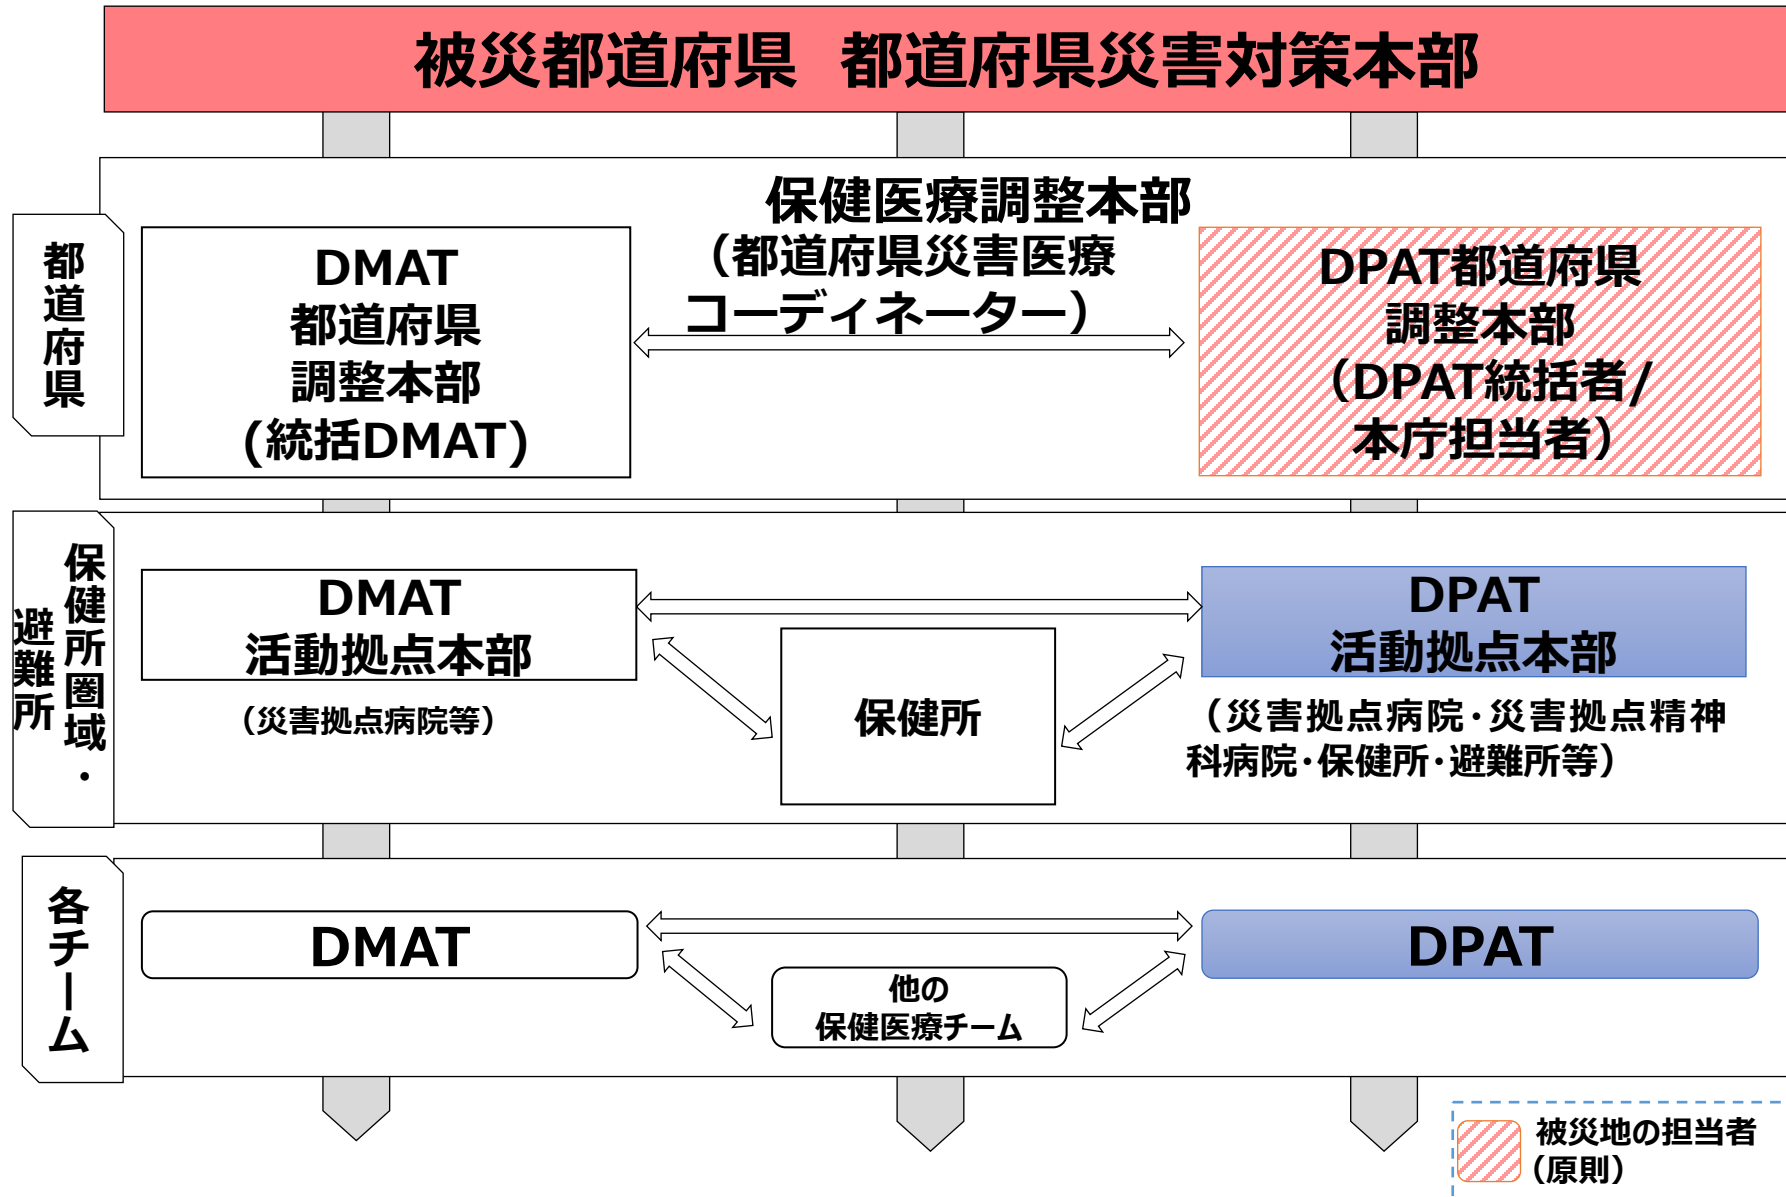 被災都道府県 都道府県災害対策本部
都道府県
保健医療調整本部
（都道府県災害医療
コーディネーター）
DMAT
都道府県
調整本部
(統括DMAT)
DPAT都道府県
調整本部
（DPAT統括者/
本庁担当者）
保健所圏域・
避難所
DMAT
活動拠点本部
（災害拠点病院等）
保健所
DPAT
活動拠点本部
（災害拠点病院・災害拠点精神
科病院・保健所・避難所等）
各チーム
DMAT
他の
保健医療チーム
DPAT
被災地の担当者
（原則）